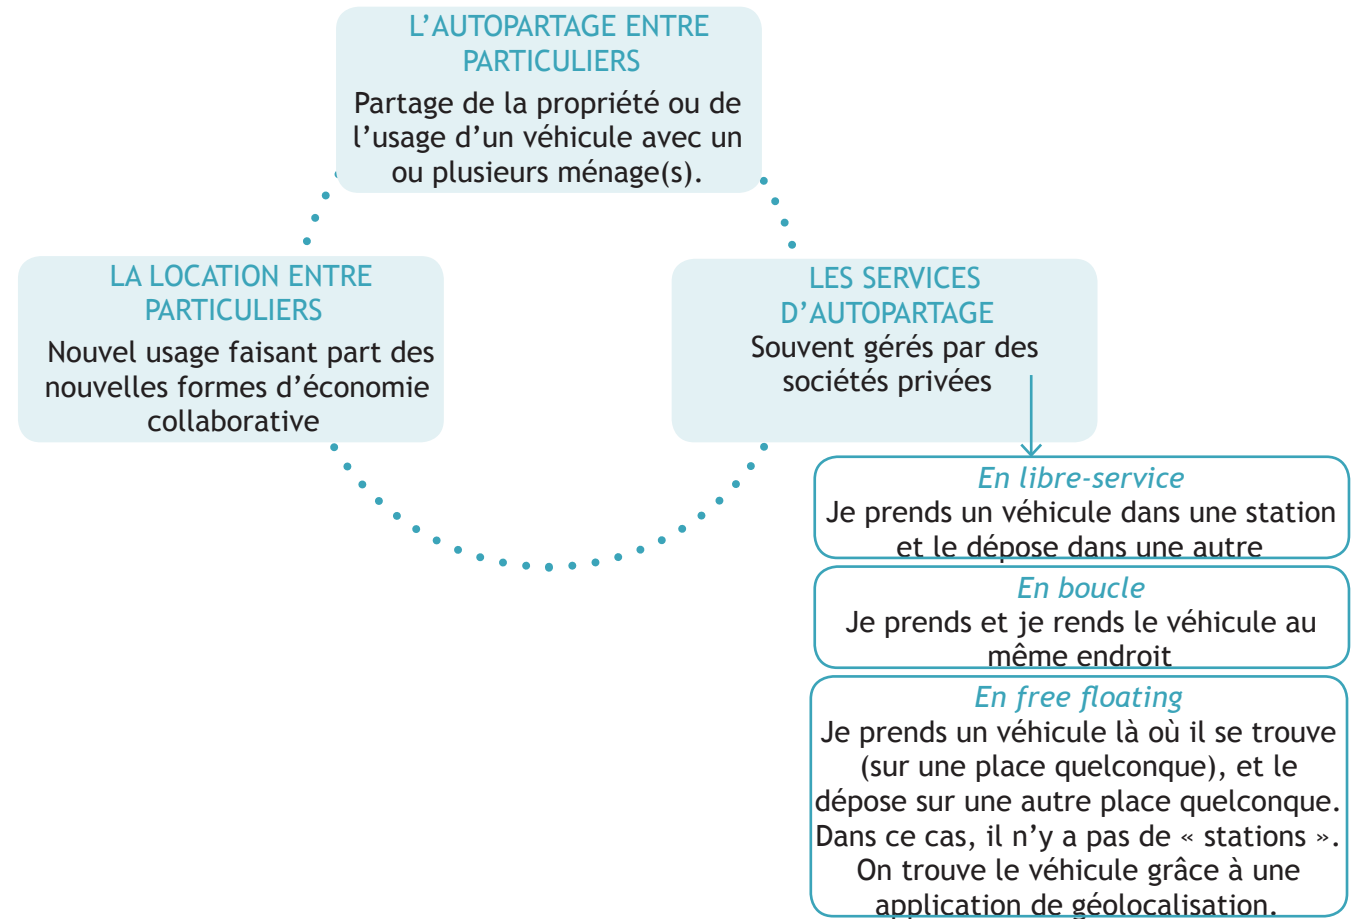 L’AUTOPARTAGE ENTRE
PARTICULIERS
Partage de la propriété ou de
l’usage d’un véhicule avec un
ou plusieurs ménage(s).
LA LOCATION ENTRE
PARTICULIERS
Nouvel usage faisant part des
nouvelles formes d’économie
collaborative
LES SERVICES
D’AUTOPARTAGE
Souvent gérés par des
sociétés privées
En libre-service
Je prends un véhicule dans une station
et le dépose dans une autre
En boucle
Je prends et je rends le véhicule au
même endroit
En free floating
Je prends un véhicule là où il se trouve
(sur une place quelconque), et le
dépose sur une autre place quelconque.
Dans ce cas, il n’y a pas de « stations ».
On trouve le véhicule grâce à une
application de géolocalisation.